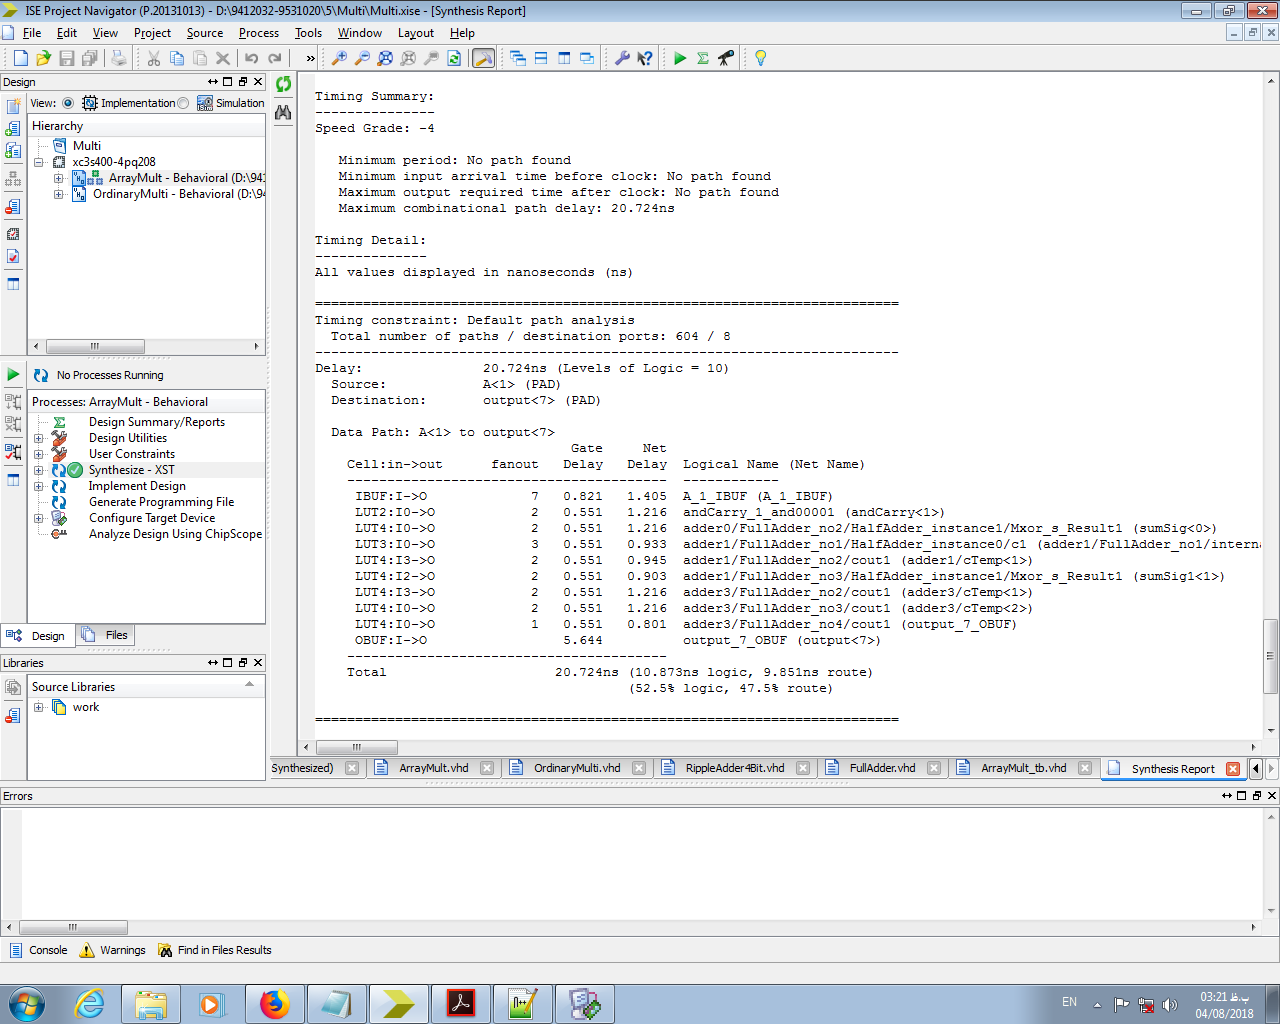 ISE Project Navigator (P.20131013) - D:\9412032-9531020\5\Multi\Multi.xise - [Synthesis Report]
File Edit View Project Source Process Tools Window Layout Help
Design
View: Implementation Simulation
Hierarchy
Multi
xc3s400-4pq208
ArrayMult - Behavioral (D:\941
OrdinaryMulti - Behavioral (D:\94
No Processes Running
Processes: ArrayMult - Behavioral
Design Summary/Reports
Design Utilities
User Constraints
Synthesize - XST
Implement Design
Generate Programming File
Configure Target Device
Analyze Design Using ChipScope
Design Files
Libraries
Source Libraries
work
Timing Summary:
---------------
Speed Grade: -4
Minimum period: No path found
Minimum input arrival time before clock: No path found
Maximum output required time after clock: No path found
Maximum combinational path delay: 20.724ns
Timing Detail:
--------------
All values displayed in nanoseconds (ns)
=========================================================================
Timing constraint: Default path analysis
Total number of paths / destination ports: 604 / 8
-------------------------------------------------------------------------
Delay: 20.724ns (Levels of Logic = 10)
Source: A<1> (PAD)
Destination: output<7> (PAD)
Data Path: A<1> to output<7>
Gate Net
Cell:in->out fanout Delay Delay Logical Name (Net Name)
---------------------------------------- ------------
IBUF:I->O 7 0.821 1.405 A_1_IBUF (A_1_IBUF)
LUT2:I0->O 2 0.551 1.216 andCarry_1_and00001 (andCarry<1>)
LUT4:I0->O 2 0.551 1.216 adder0/FullAdder_no2/HalfAdder_instance1/Mxor_s_Result1 (sumSig<0>)
LUT3:I0->O 3 0.551 0.933 adder1/FullAdder_no1/HalfAdder_instance0/c1 (adder1/FullAdder_no1/interna
LUT4:I3->O 2 0.551 0.945 adder1/FullAdder_no2/cout1 (adder1/cTemp<1>)
LUT4:I2->O 2 0.551 0.903 adder1/FullAdder_no3/HalfAdder_instance1/Mxor_s_Result1 (sumSig1<1>)
LUT4:I3->O 2 0.551 1.216 adder3/FullAdder_no2/cout1 (adder3/cTemp<1>)
LUT4:I0->O 2 0.551 1.216 adder3/FullAdder_no3/cout1 (adder3/cTemp<2>)
LUT4:I0->O 1 0.551 0.801 adder3/FullAdder_no4/cout1 (output_7_OBUF)
OBUF:I->O 5.644 output_7_OBUF (output<7>)
----------------------------------------
Total 20.724ns (10.873ns logic, 9.851ns route)
(52.5% logic, 47.5% route)
=========================================================================
Synthesized) ArrayMult.vhd OrdinaryMulti.vhd RippleAdder4Bit.vhd FullAdder.vhd ArrayMult_tb.vhd Synthesis Report
Errors
Console Warnings Find in Files Results
EN
03:21 ب.ظ
04/08/2018